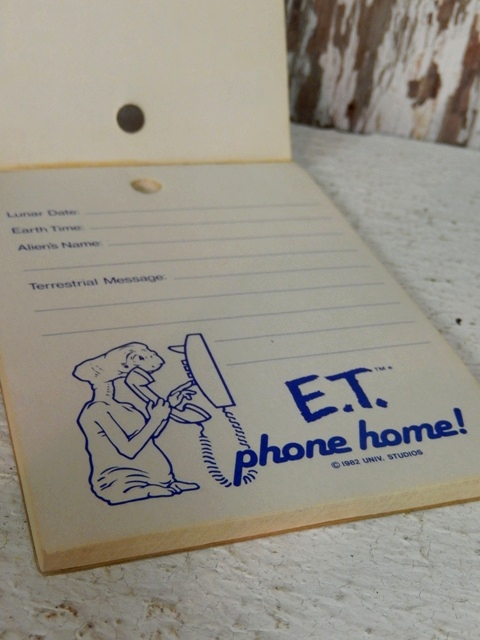 Lunar Date:
Earth Time:
Alien's Name:
Terrestrial Message:
E.T.™*
phone home!
© 1982 UNIV. STUDIOS